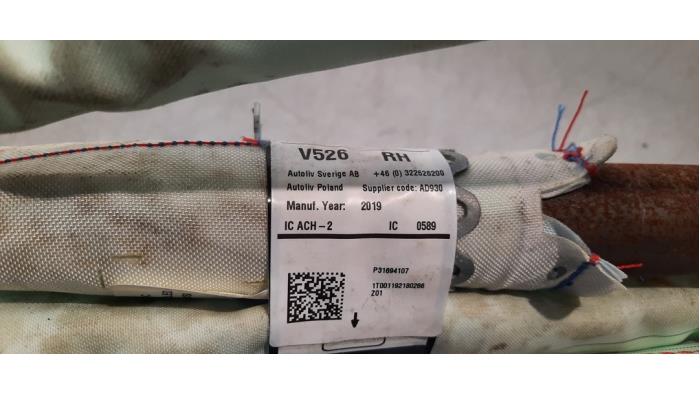 V526 RH
Autoliv Sverige AB +46 (0) 322626200
Autoliv Poland Supplier code: AD930
Manuf. Year: 2019
IC ACH-2 IC 0589
P31694107
1T001192180266
Z01